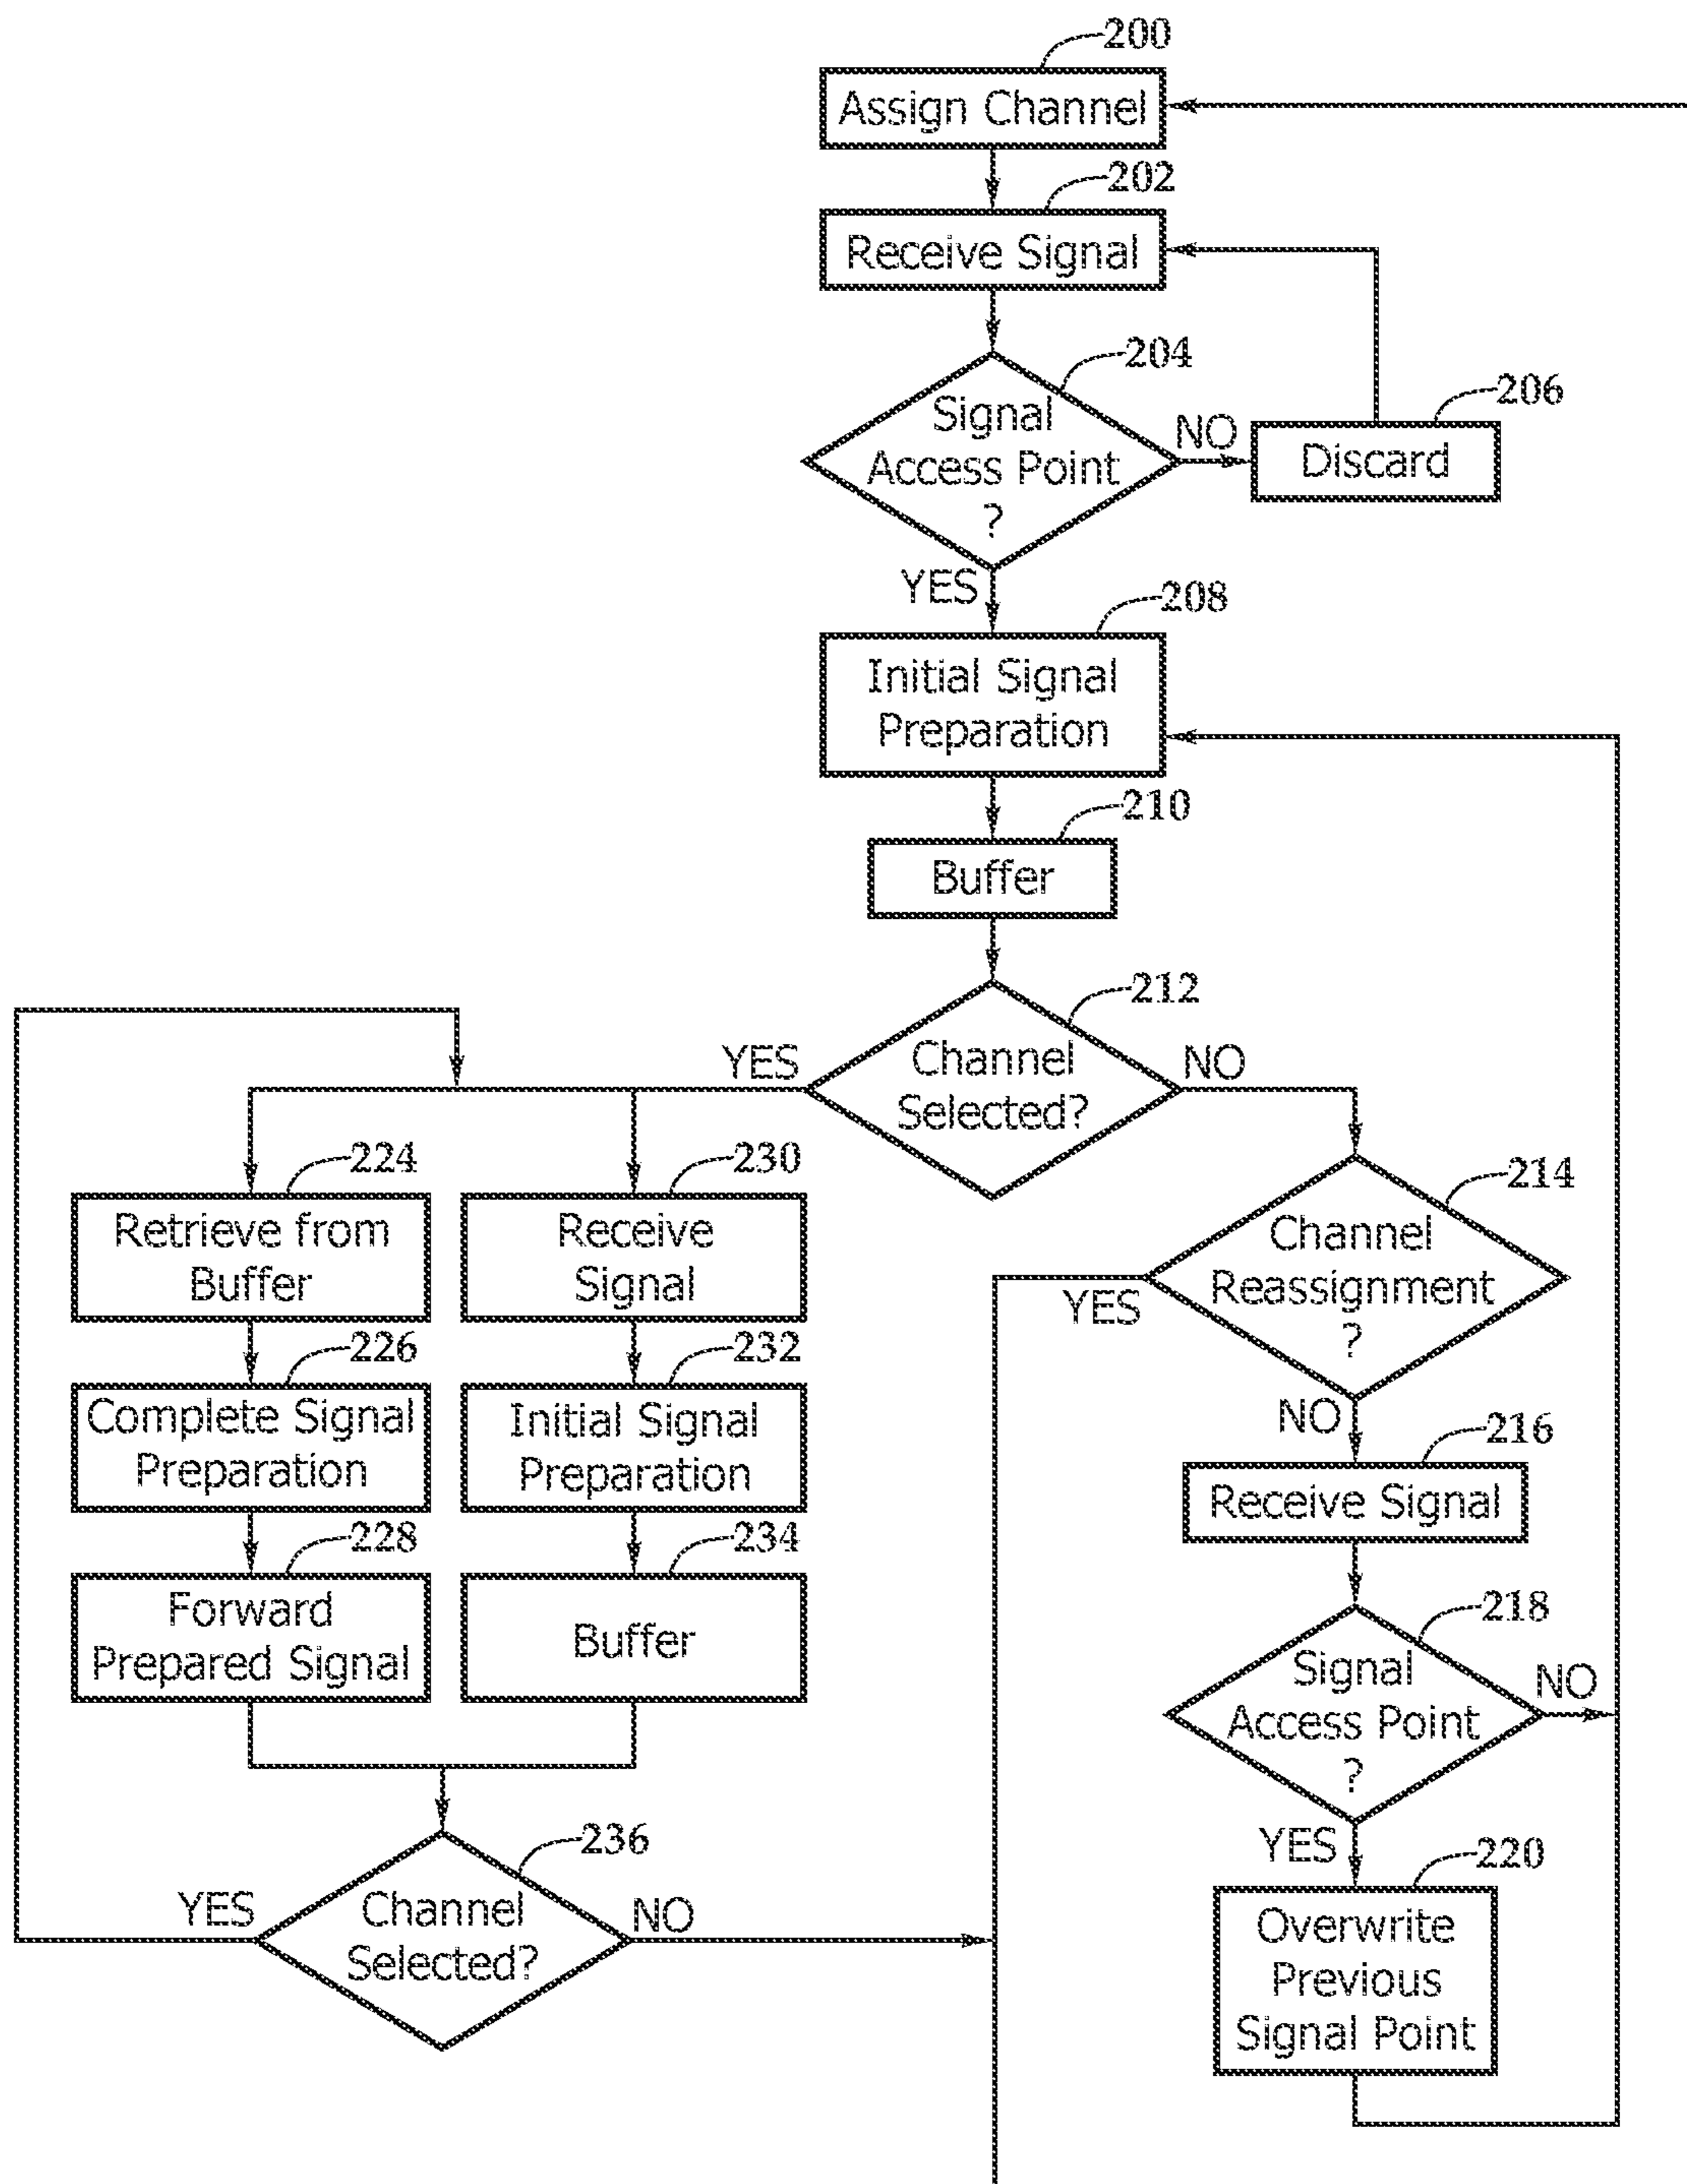 200
Assign Channel
202
Receive Signal
204
Signal
Access Point
?
NO
206
Discard
YES
208
Initial Signal
Preparation
210
Buffer
212
Channel
Selected?
YES
NO
214
Channel
Reassignment
?
YES
NO
216
Receive Signal
218
Signal
Access Point
?
NO
YES
220
Overwrite
Previous
Signal Point
224
Retrieve from
Buffer
226
Complete Signal
Preparation
228
Forward
Prepared Signal
230
Receive
Signal
232
Initial Signal
Preparation
234
Buffer
236
Channel
Selected?
YES
NO